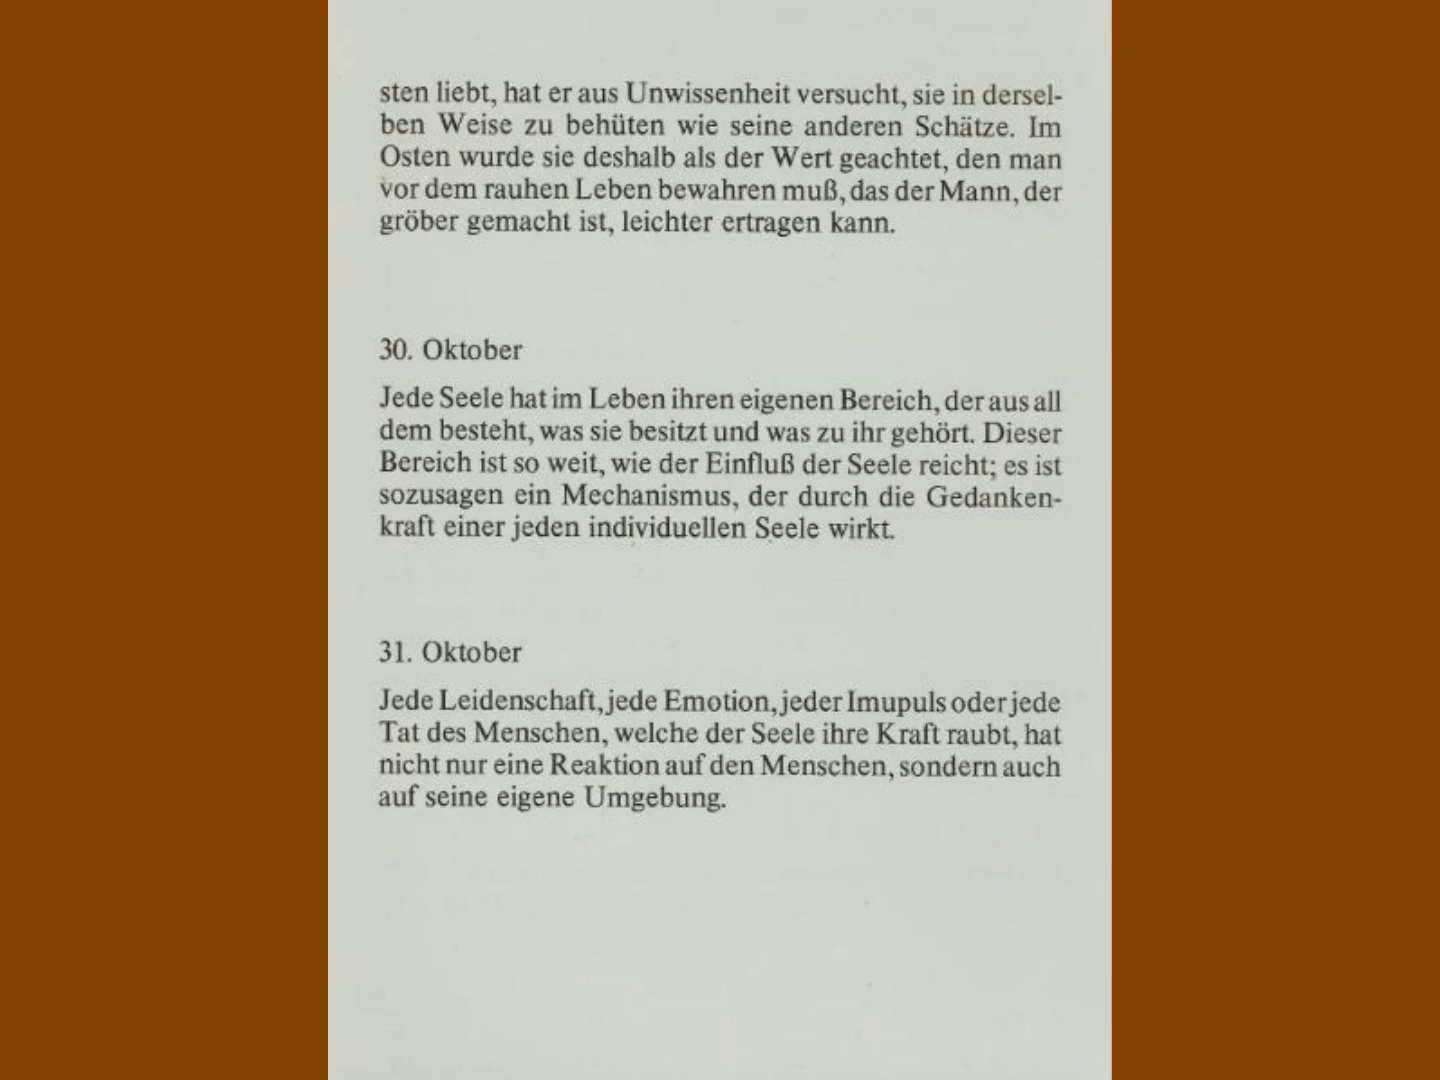 sten liebt, hat er aus Unwissenheit versucht, sie in dersel-
ben Weise zu behüten wie seine anderen Schätze. Im
Osten wurde sie deshalb als der Wert geachtet, den man
vor dem rauhen Leben bewahren muß, das der Mann, der
gröber gemacht ist, leichter ertragen kann.
30. Oktober
Jede Seele hat im Leben ihren eigenen Bereich, der aus all
dem besteht, was sie besitzt und was zu ihr gehört. Dieser
Bereich ist so weit, wie der Einfluß der Seele reicht; es ist
sozusagen ein Mechanismus, der durch die Gedanken-
kraft einer jeden individuellen Seele wirkt.
31. Oktober
Jede Leidenschaft, jede Emotion, jeder Imupuls oder jede
Tat des Menschen, welche der Seele ihre Kraft raubt, hat
nicht nur eine Reaktion auf den Menschen, sondern auch
auf seine eigene Umgebung.